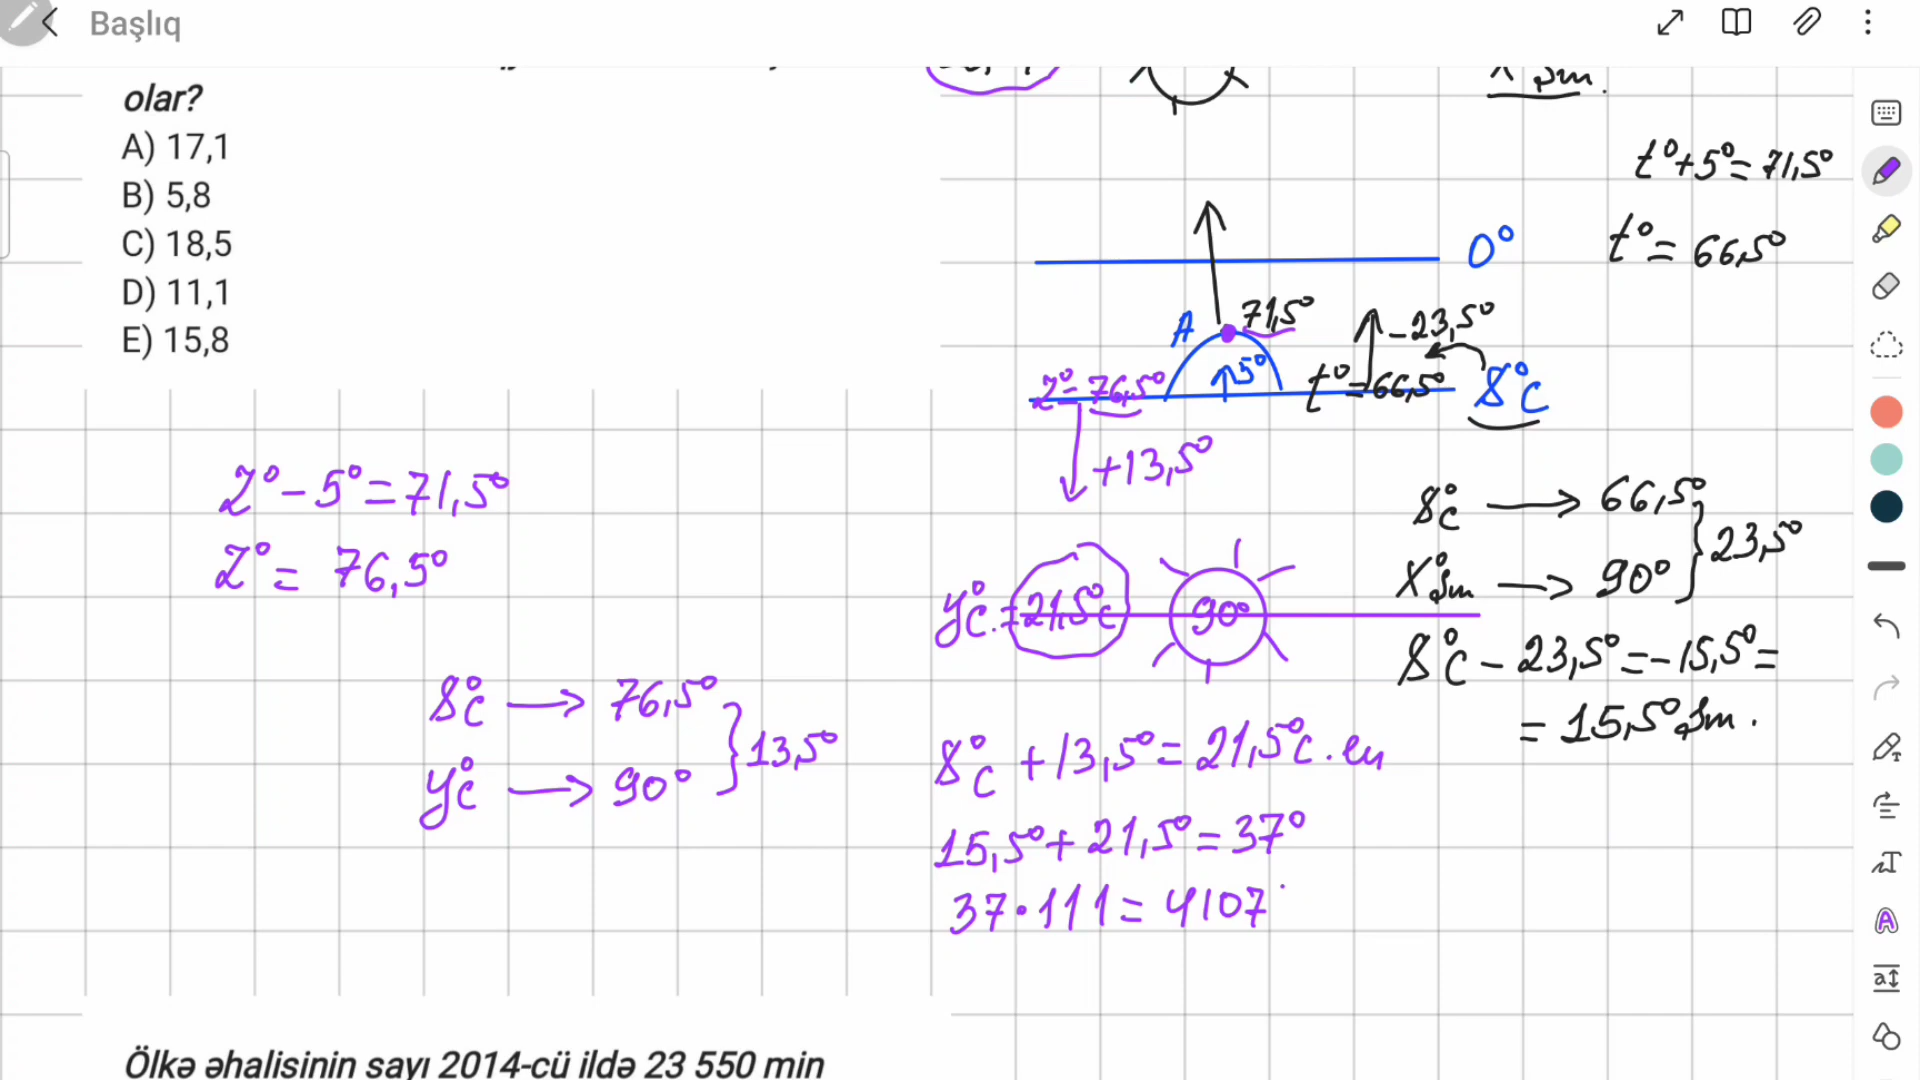 Başlıq
olar?
A) 17,1
B) 5,8
C) 18,5
D) 11,1
E) 15,8
Z° - 5° = 71,5°
Z° = 76,5°
8°C → 76,5°
y°C → 90°
13,5°
X° Şm.
t° + 5° = 71,5°
t° = 66,5°
0°
A 71,5°
-23,5°
5°
Z° = 76,5°
t° = 66,5°
8°C
+13,5°
8°C → 66,5°
X° Şm → 90°
23,5°
y°C. = 21,5°C
90°
8°C - 23,5° = -15,5° =
= 15,5° Şm.
8°C + 13,5° = 21,5°C. en
15,5° + 21,5° = 37°
37 · 111 = 4107
Ölkə əhalisinin sayı 2014-cü ildə 23 550 min